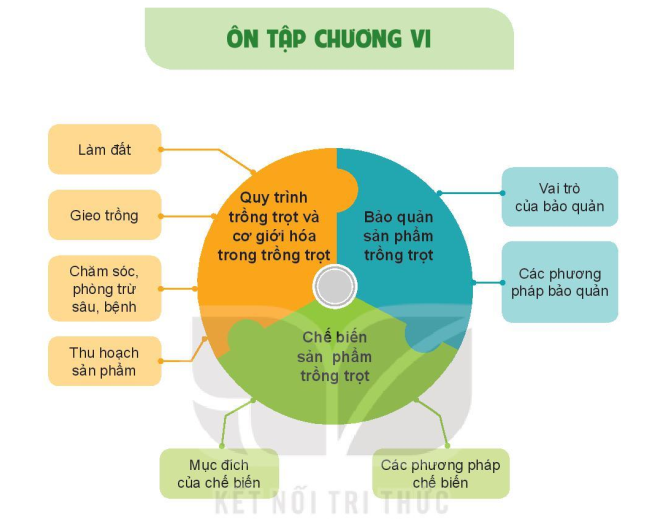 ÔN TẬP CHƯƠNG VI
Làm đất
Gieo trồng
Chăm sóc,
phòng trừ
sâu, bệnh
Thu hoạch
sản phẩm
Quy trình
trồng trọt và
cơ giới hóa
trong trồng trọt
Bảo quản
sản phẩm
trồng trọt
Vai trò
của bảo quản
Các phương
pháp bảo quản
Chế biến
sản phẩm
trồng trọt
Mục đích
của chế biến
Các phương pháp
chế biến
KẾT NỐI TRI THỨC